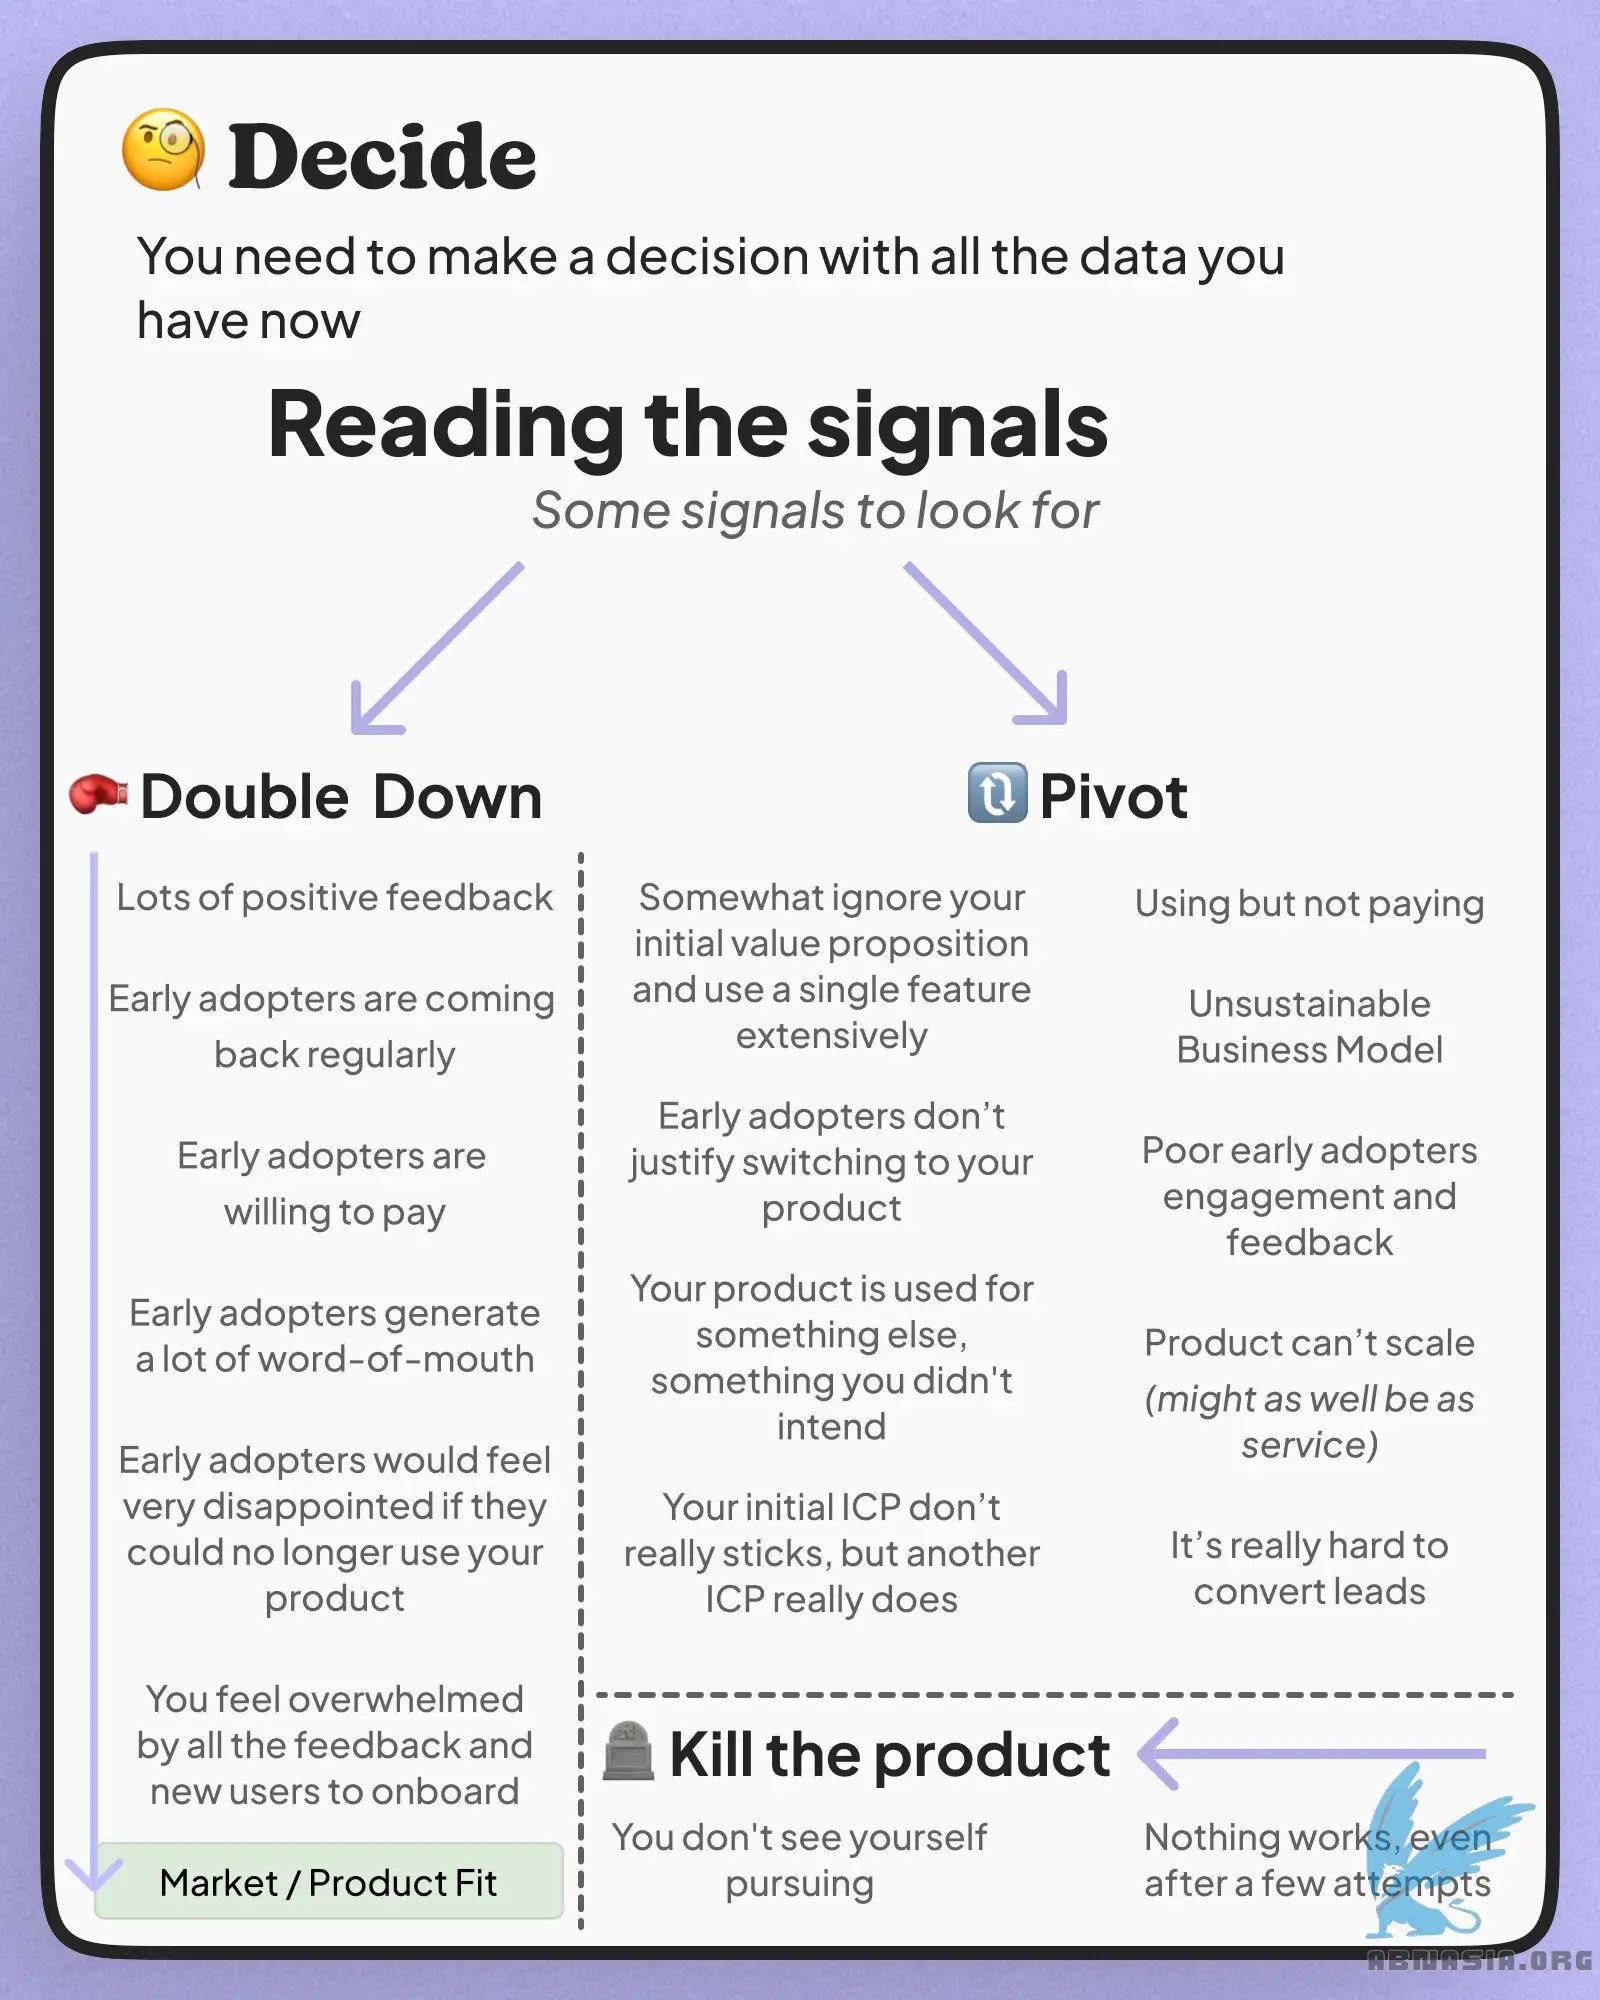 Decide
You need to make a decision with all the data you
have now
Reading the signals
Some signals to look for
Double Down
Lots of positive feedback
Early adopters are coming
back regularly
Early adopters are
willing to pay
Early adopters generate
a lot of word-of-mouth
Early adopters would feel
very disappointed if they
could no longer use your
product
You feel overwhelmed
by all the feedback and
new users to onboard
Market / Product Fit
Pivot
Somewhat ignore your
initial value proposition
and use a single feature
extensively
Early adopters don’t
justify switching to your
product
Your product is used for
something else,
something you didn't
intend
Your initial ICP don’t
really sticks, but another
ICP really does
Using but not paying
Unsustainable
Business Model
Poor early adopters
engagement and
feedback
Product can’t scale
(might as well be as
service)
It’s really hard to
convert leads
Kill the product
You don't see yourself
pursuing
Nothing works, even
after a few attempts
ABNASIA.ORG